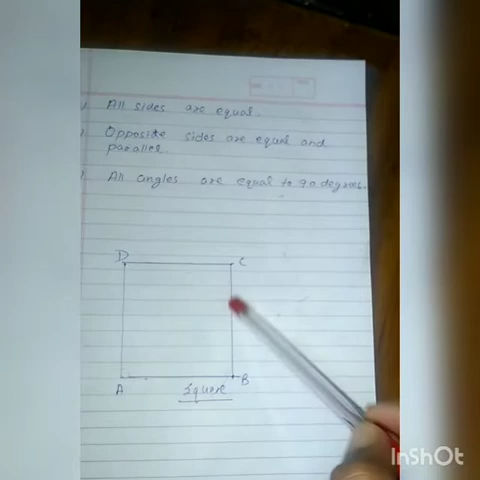 All sides are equal.
Opposite sides are equal and
parallel.
All angles are equal to 90 degrees.
D
C
A
B
Square
InShOt